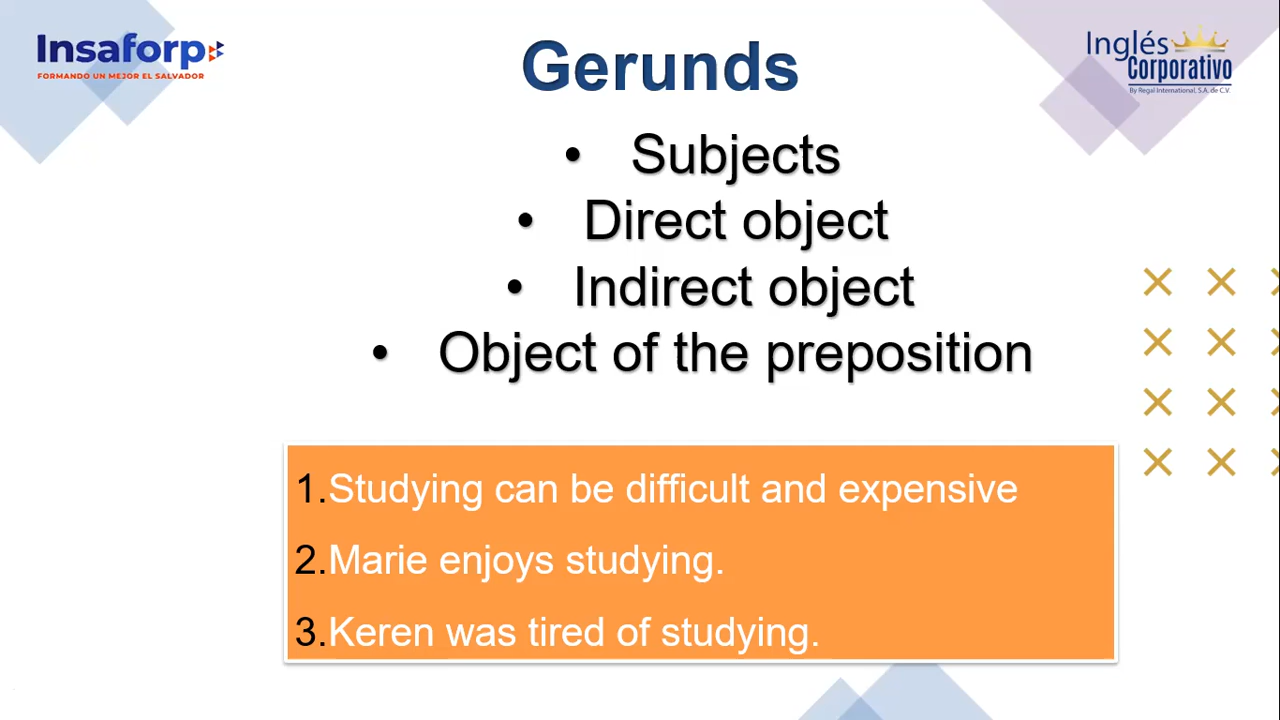 Insaforp
FORMANDO UN MEJOR EL SALVADOR
Inglés
Corporativo
By Regal International, S.A. de C.V.
Gerunds
• Subjects
• Direct object
• Indirect object
• Object of the preposition
1.Studying can be difficult and expensive
2.Marie enjoys studying.
3.Keren was tired of studying.